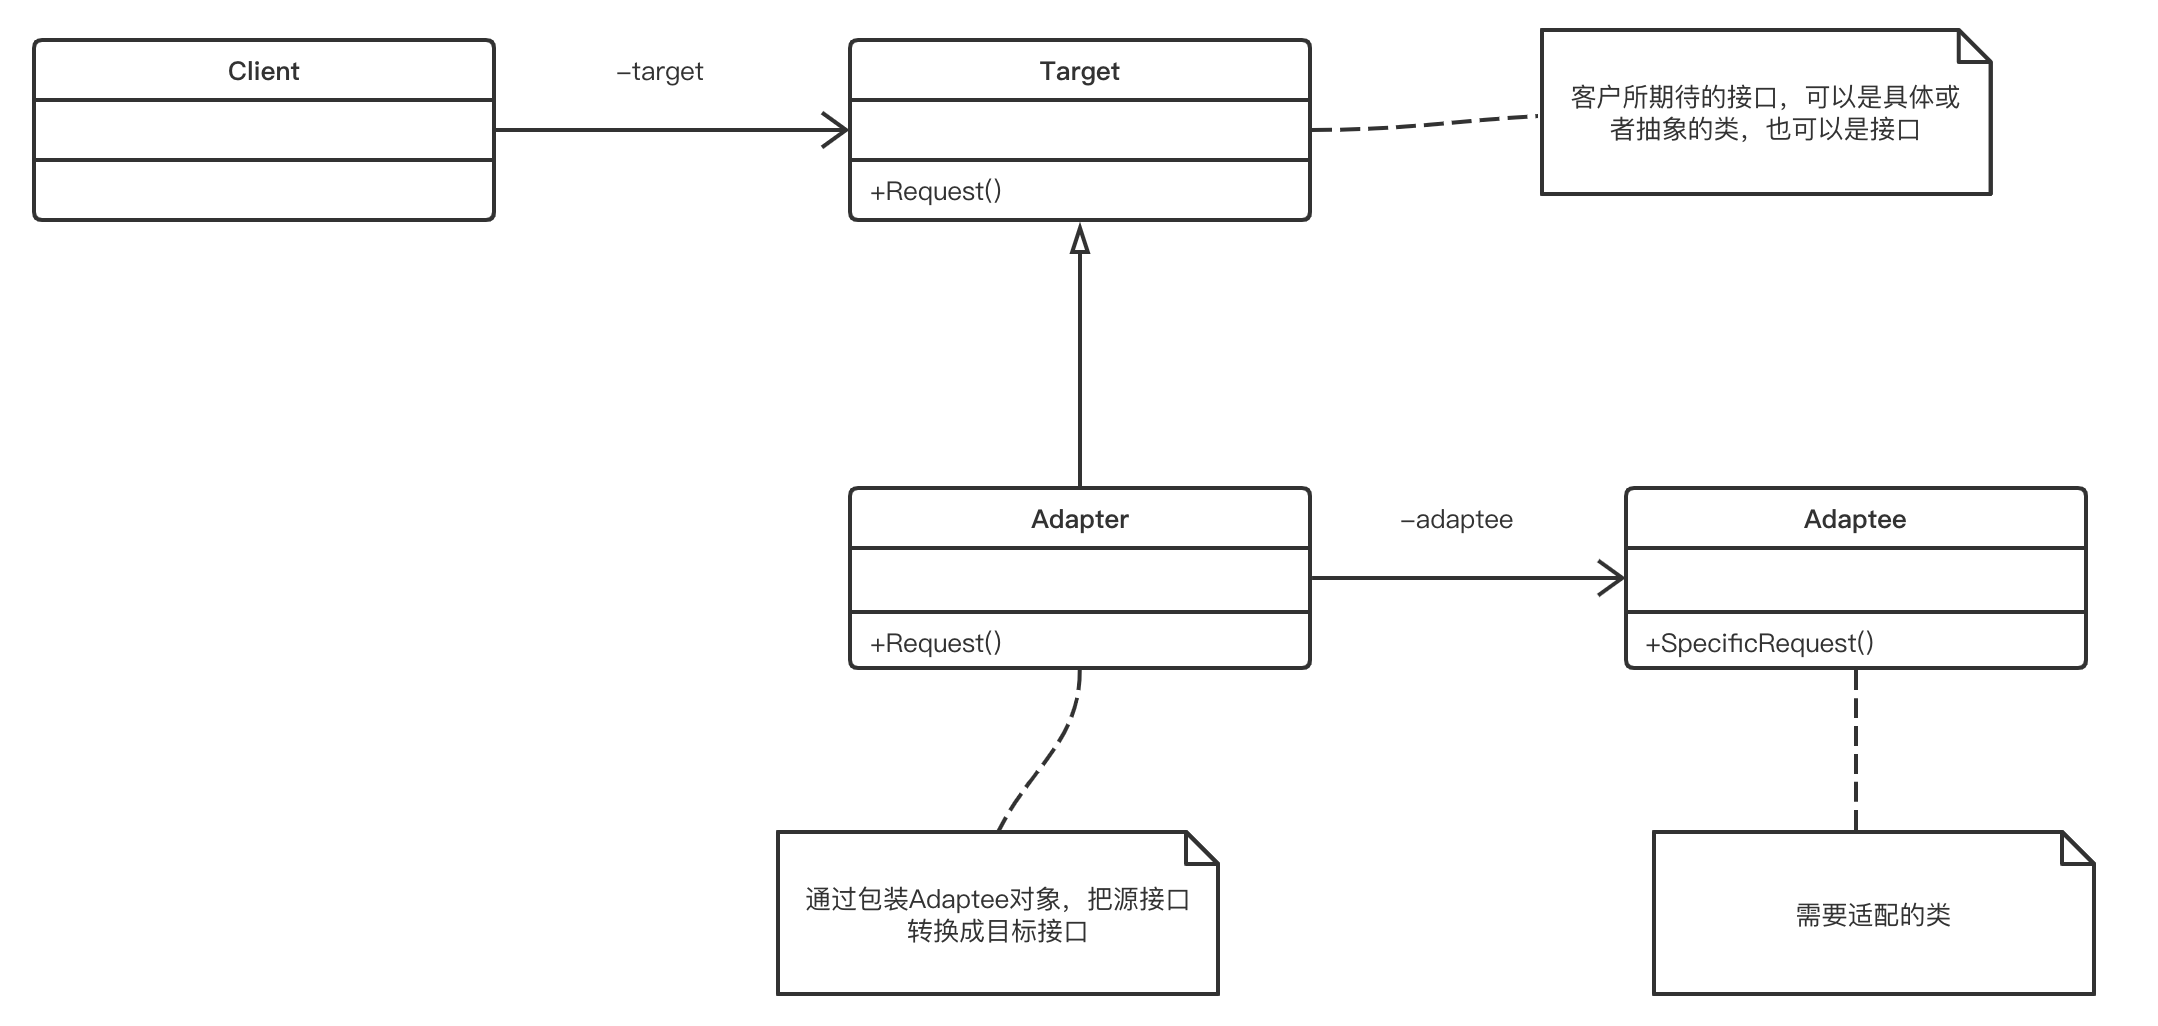 Client
–target
Target
+Request()
客户所期待的接口，可以是具体或
者抽象的类，也可以是接口
Adapter
+Request()
–adaptee
Adaptee
+SpecificRequest()
通过包装Adaptee对象，把源接口
转换成目标接口
需要适配的类